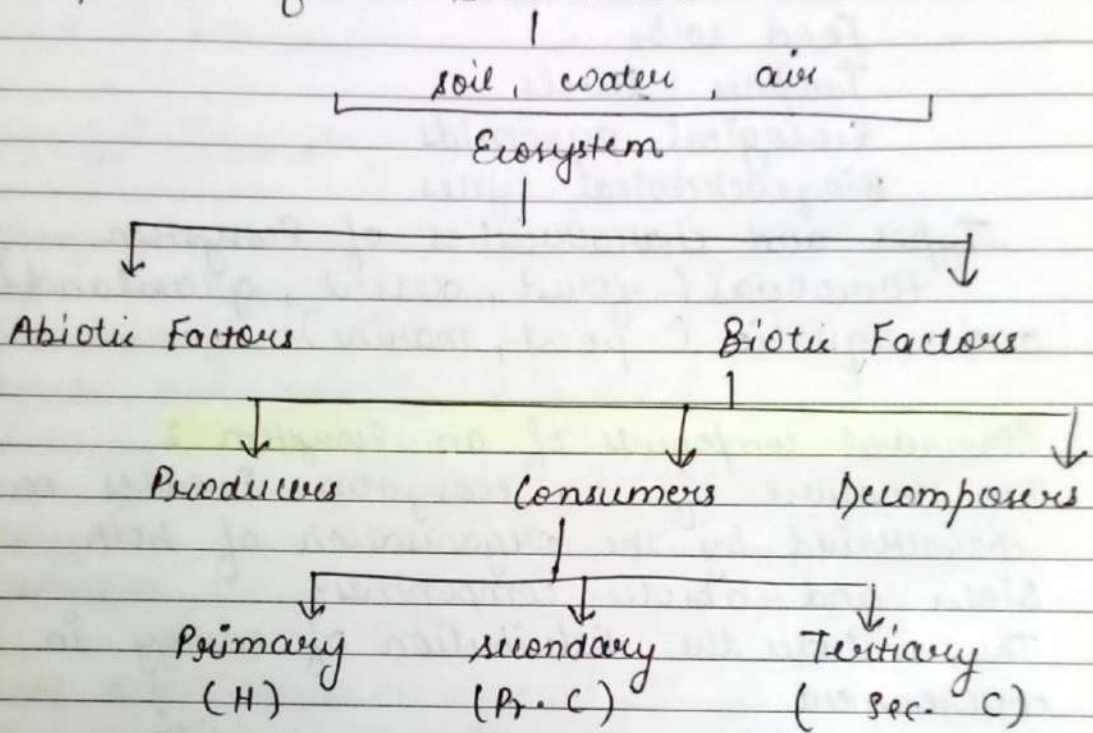 soil, water, air
Ecosystem
Abiotic Factors Biotic Factors
Producers Consumers Decomposers
Primary secondary Tertiary
(H) (Pr. C) (Sec. C)